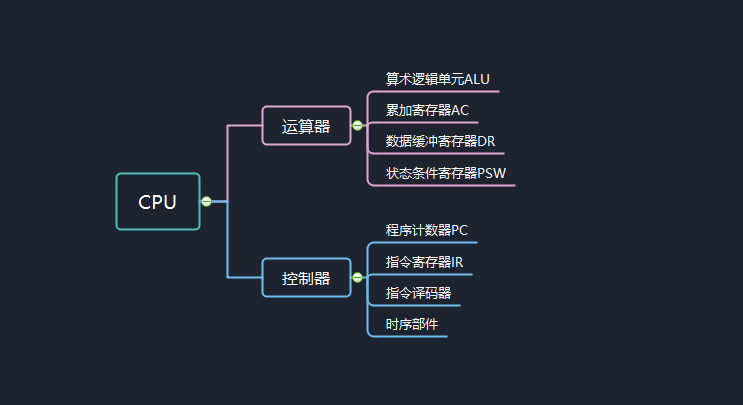 CPU
运算器
算术逻辑单元ALU
累加寄存器AC
数据缓冲寄存器DR
状态条件寄存器PSW
控制器
程序计数器PC
指令寄存器IR
指令译码器
时序部件